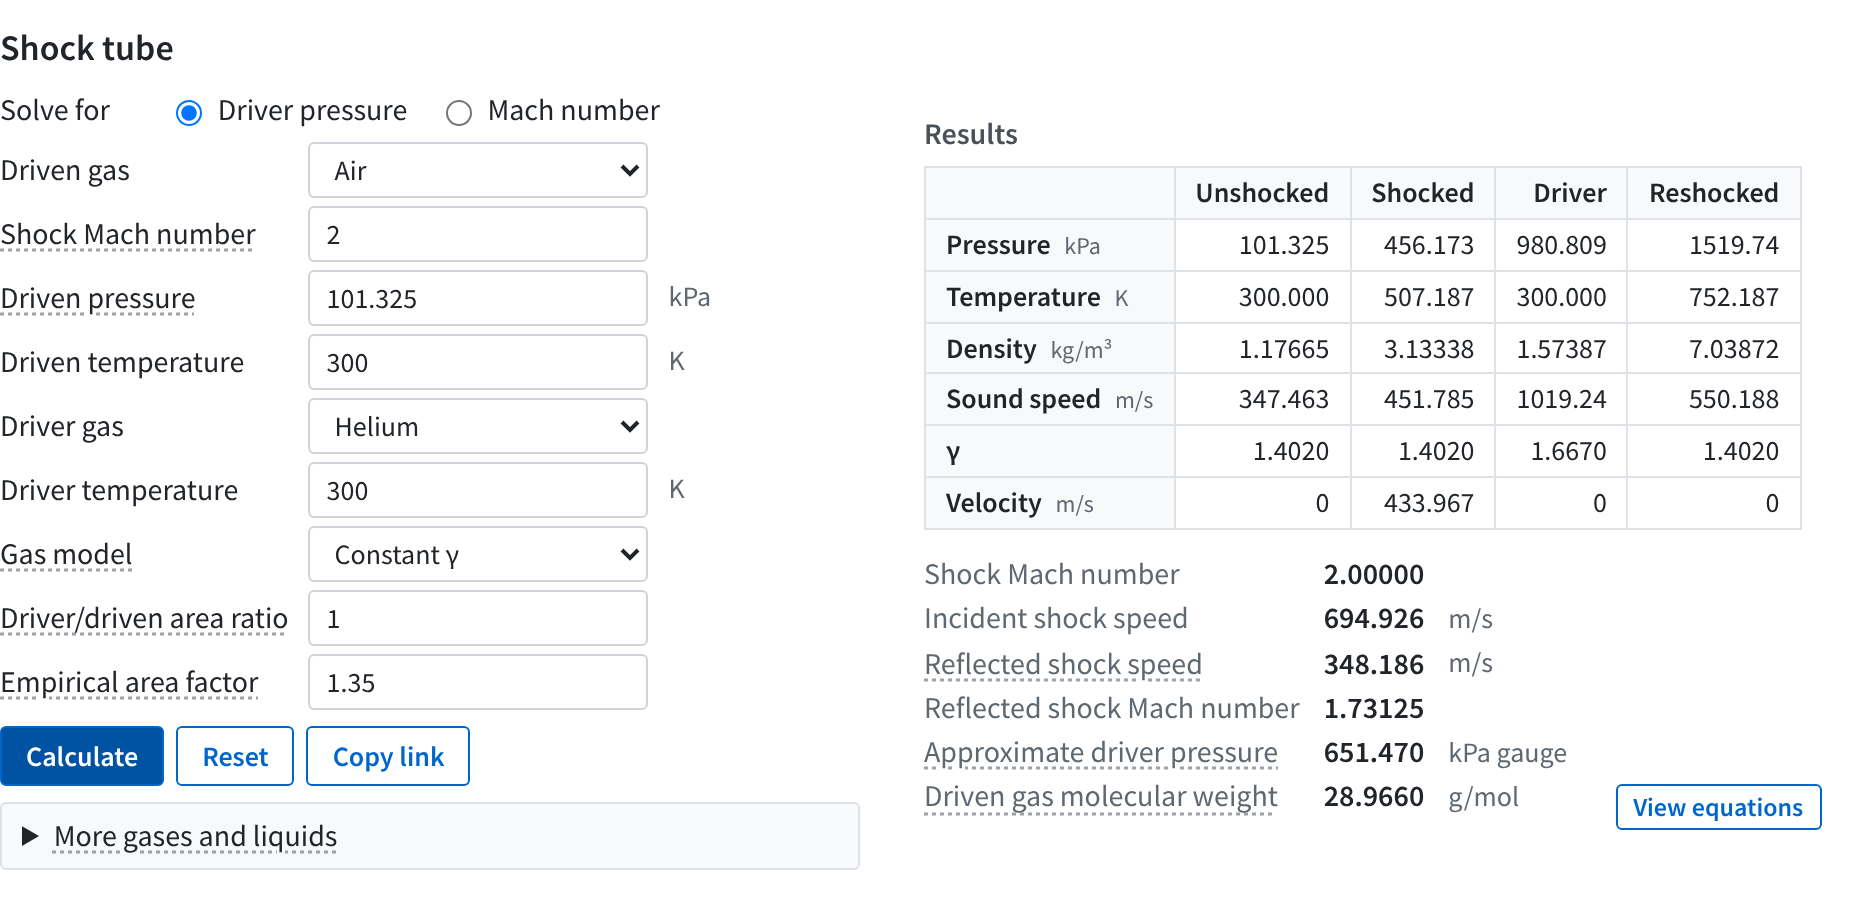 Shock tube
Solve for Driver pressure Mach number
Driven gas Air
Shock Mach number 2
Driven pressure 101.325 kPa
Driven temperature 300 K
Driver gas Helium
Driver temperature 300 K
Gas model Constant γ
Driver/driven area ratio 1
Empirical area factor 1.35
Calculate Reset Copy link
More gases and liquids
Results
Unshocked Shocked Driver Reshocked
Pressure kPa 101.325 456.173 980.809 1519.74
Temperature K 300.000 507.187 300.000 752.187
Density kg/m³ 1.17665 3.13338 1.57387 7.03872
Sound speed m/s 347.463 451.785 1019.24 550.188
γ 1.4020 1.4020 1.6670 1.4020
Velocity m/s 0 433.967 0 0
Shock Mach number 2.00000
Incident shock speed 694.926 m/s
Reflected shock speed 348.186 m/s
Reflected shock Mach number 1.73125
Approximate driver pressure 651.470 kPa gauge
Driven gas molecular weight 28.9660 g/mol
View equations